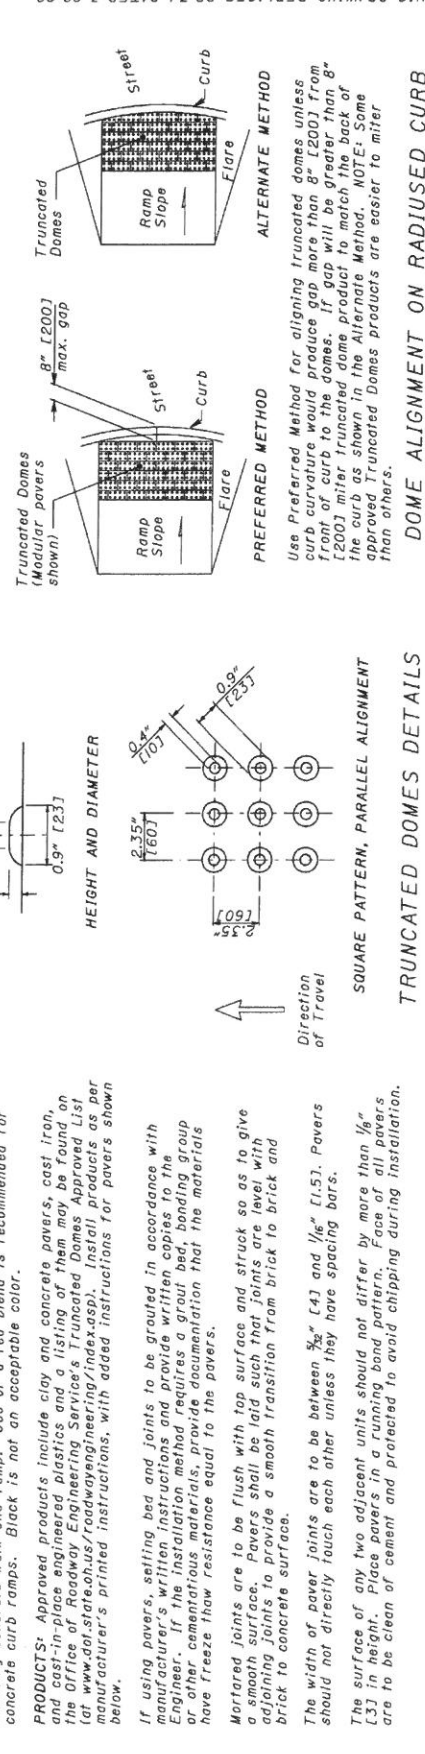 concrete curb ramps. Black is not an acceptable color.
PRODUCTS: Approved products include clay and concrete pavers, cast iron,
and cast-in-place engineered plastics and a listing of them may be found on
the Office of Roadway Engineering Service's Truncated Domes Approved List
(at www.dot.state.oh.us/roadwayengineering/index.asp). Install products as per
manufacturer's printed instructions, with added instructions for pavers shown
below.
If using pavers, setting bed and joints to be grouted in accordance with
manufacturer's written instructions and provide written copies to the
Engineer. If the installation method requires a grout bed, bonding group
or other cementatious materials, provide documentation that the materials
have freeze thaw resistance equal to the pavers.
Mortared joints are to be flush with top surface and struck so as to give
a smooth surface. Pavers shall be laid such that joints are level with
adjoining joints to provide a smooth transition from brick to brick and
brick to concrete surface.
The width of paver joints are to be between 5/32" [4] and 1/16" [1.5]. Pavers
should not directly touch each other unless they have spacing bars.
The surface of any two adjacent units should not differ by more than 1/8"
[3] in height. Place pavers in a running bond pattern. Face of all pavers
are to be clean of cement and protected to avoid chipping during installation.
0.9" [23]
HEIGHT AND DIAMETER
2.35"
[60]
0.4"
[10]
0.9"
[23]
2.35"
[60]
Direction
of Travel
SQUARE PATTERN, PARALLEL ALIGNMENT
TRUNCATED DOMES DETAILS
Truncated Domes
(Modular pavers
shown)
8" [200]
max. gap
Ramp
Slope
Street
Curb
Flare
PREFERRED METHOD
Truncated
Domes
Ramp
Slope
Street
Curb
Flare
ALTERNATE METHOD
Use Preferred Method for aligning truncated domes unless
curb curvature would produce gap more than 8" [200] from
front of curb to the domes. If gap will be greater than 8"
[200] miter truncated dome product to match the back of
the curb as shown in the Alternate Method. NOTE: Some
approved Truncated Domes products are easier to miter
than others.
DOME ALIGNMENT ON RADIUSED CURB